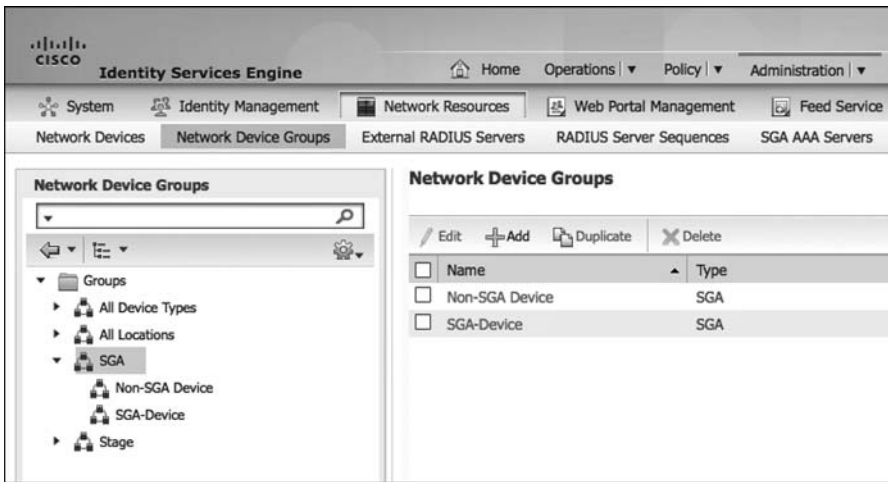 CISCO
Identity Services Engine
Home Operations Policy Administration
System Identity Management Network Resources Web Portal Management Feed Service
Network Devices Network Device Groups External RADIUS Servers RADIUS Server Sequences SGA AAA Servers
Network Device Groups
Groups
All Device Types
All Locations
SGA
Non-SGA Device
SGA-Device
Stage
Network Device Groups
Edit Add Duplicate Delete
Name Type
Non-SGA Device SGA
SGA-Device SGA